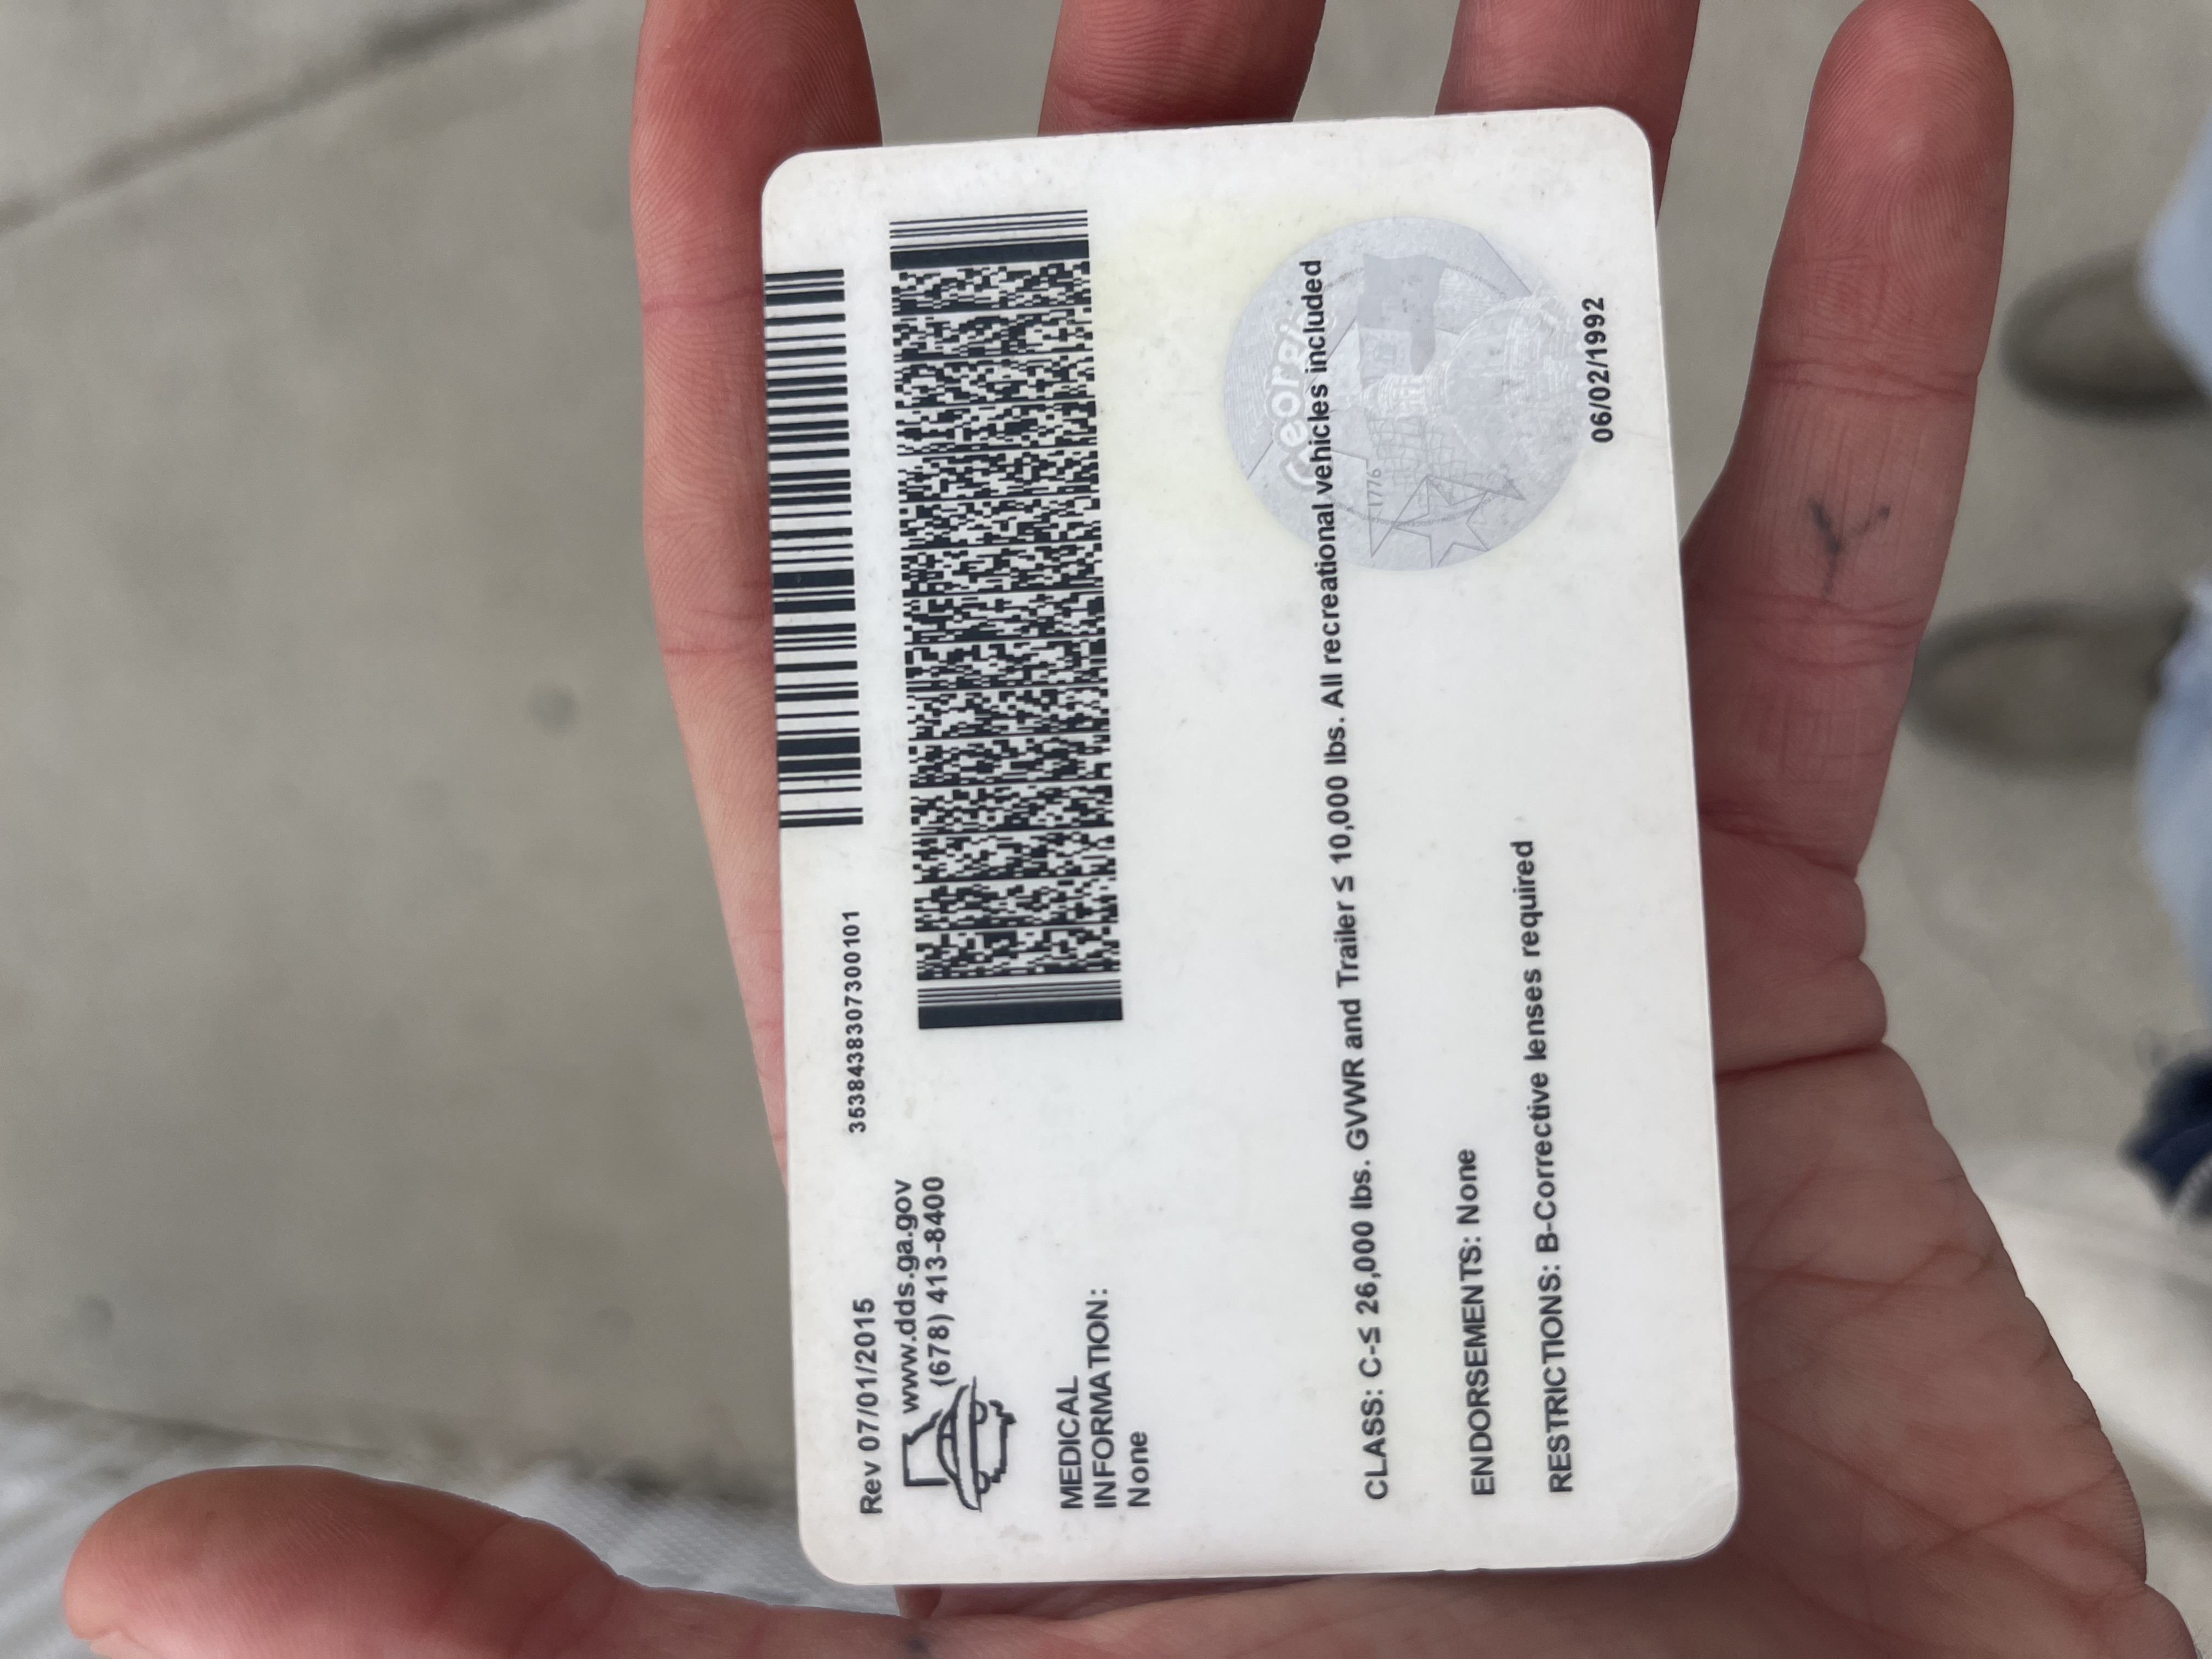 Rev 07/01/2015
35384383073001​01
www.dds.ga.gov
(678) 413-8400
MEDICAL
INFORMATION:
None
Georgia
1776
CLASS: C-≤ 26,000 lbs. GVWR and Trailer ≤ 10,000 lbs. All recreational vehicles included
ENDORSEMENTS: None
RESTRICTIONS: B-Corrective lenses required
06/02/1992